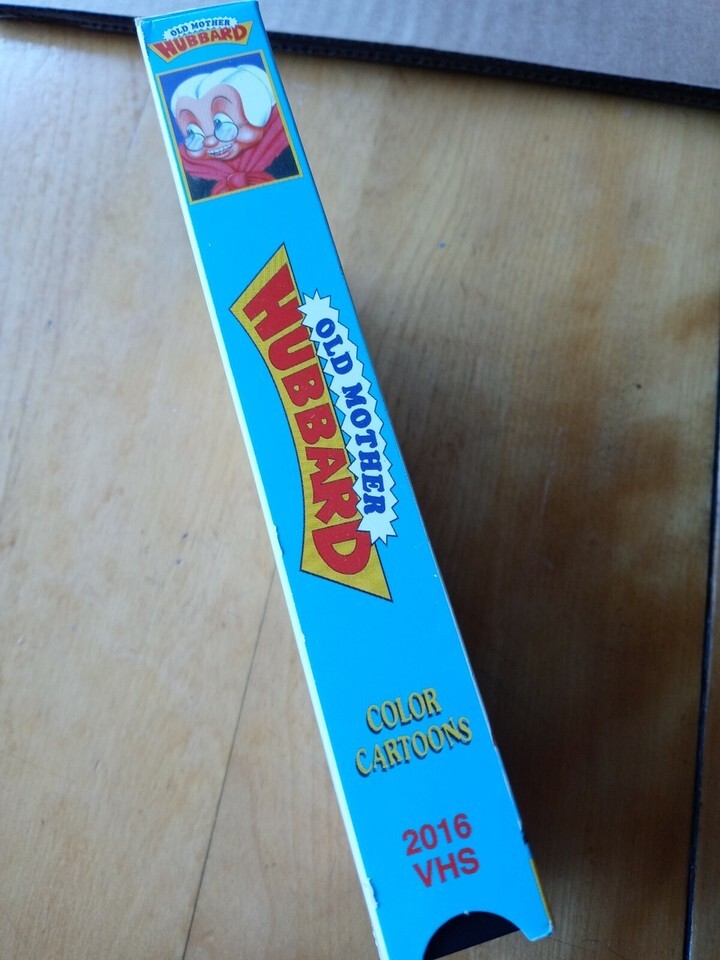 OLD MOTHER
HUBBARD
OLD MOTHER
HUBBARD
COLOR
CARTOONS
2016
VHS